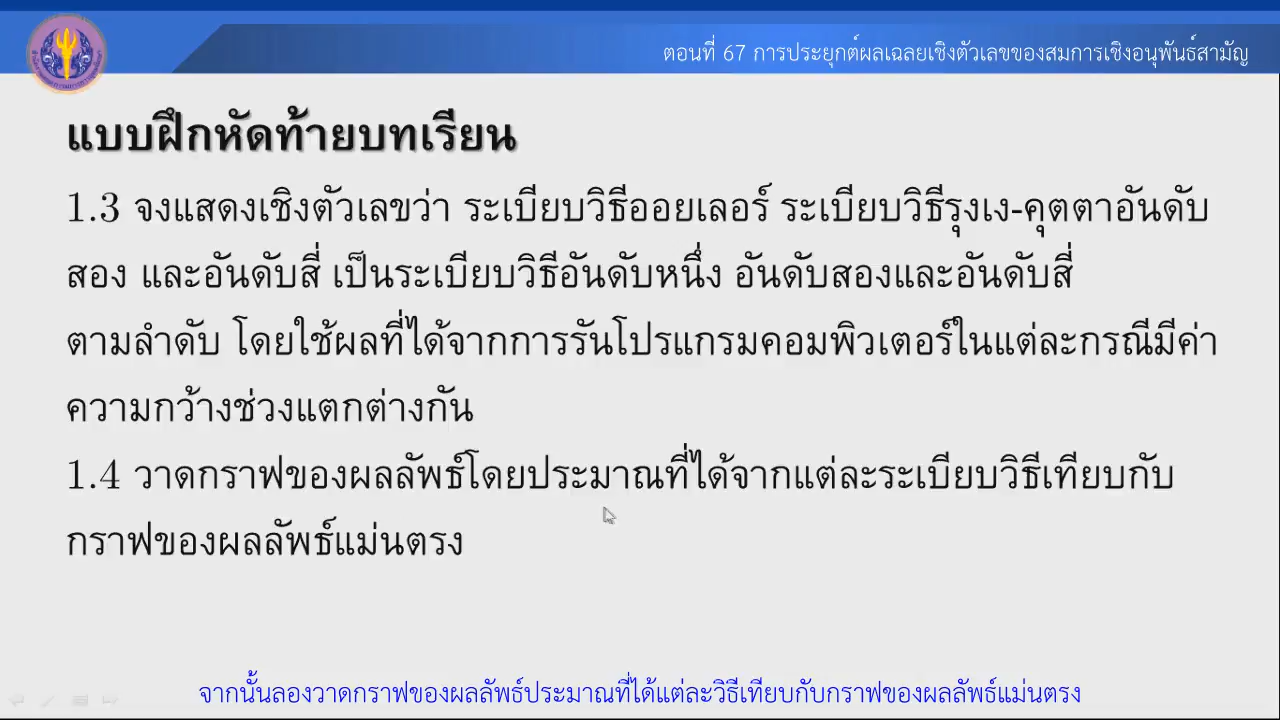 ตอนที่ 67 การประยุกต์ผลเฉลยเชิงตัวเลขของสมการเชิงอนุพันธ์สามัญ
แบบฝึกหัดท้ายบทเรียน
1.3 จงแสดงเชิงตัวเลขว่า ระเบียบวิธีออยเลอร์ ระเบียบวิธีรุงเง-คุตตาอันดับ
สอง และอันดับสี่ เป็นระเบียบวิธีอันดับหนึ่ง อันดับสองและอันดับสี่
ตามลำดับ โดยใช้ผลที่ได้จากการรันโปรแกรมคอมพิวเตอร์ในแต่ละกรณีมีค่า
ความกว้างช่วงแตกต่างกัน
1.4 วาดกราฟของผลลัพธ์โดยประมาณที่ได้จากแต่ละระเบียบวิธีเทียบกับ
กราฟของผลลัพธ์แม่นตรง
จากนั้นลองวาดกราฟของผลลัพธ์ประมาณที่ได้แต่ละวิธีเทียบกับกราฟของผลลัพธ์แม่นตรง